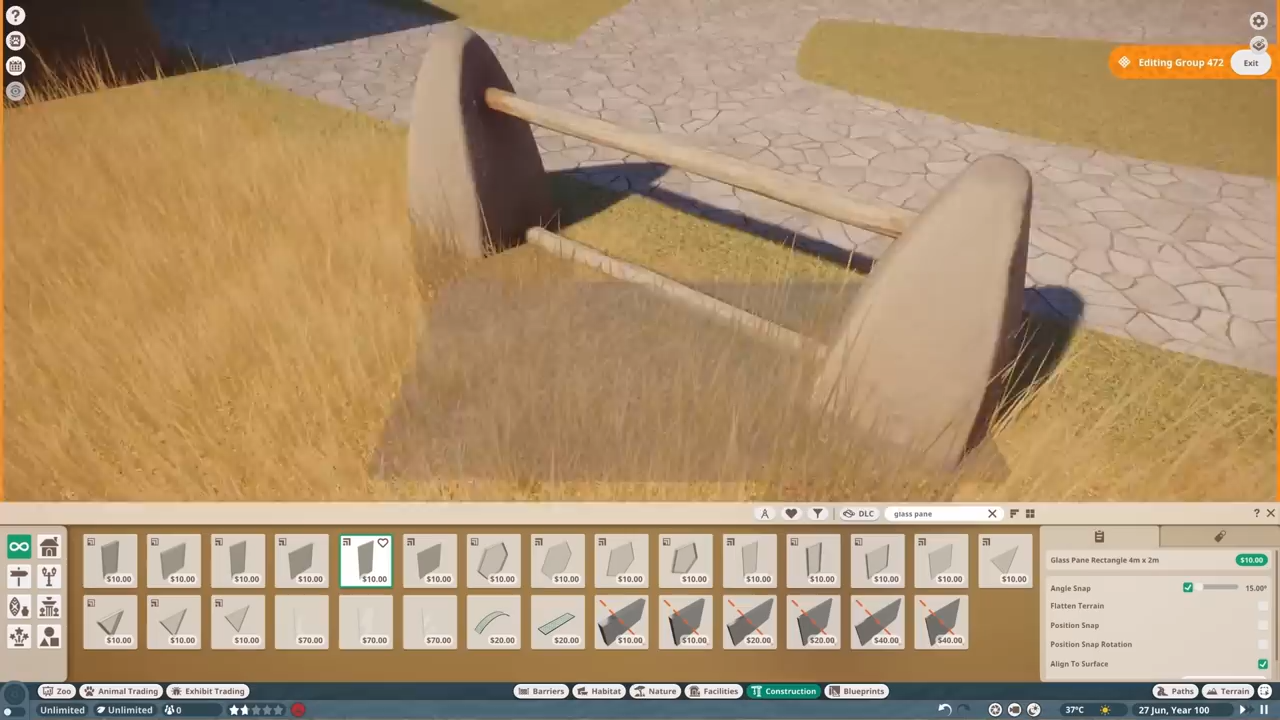 ?
Editing Group 472
Exit
DLC
glass pane
?
$10.00 $10.00 $10.00 $10.00 $10.00 $10.00 $10.00 $10.00 $10.00 $10.00 $10.00 $10.00 $10.00 $10.00 $10.00
$10.00 $10.00 $10.00 $70.00 $70.00 $70.00 $20.00 $20.00 $10.00 $10.00 $20.00 $20.00 $40.00 $40.00
Glass Pane Rectangle 4m x 2m $10.00
Angle Snap 15.00°
Flatten Terrain
Position Snap
Position Snap Rotation
Align To Surface
Zoo Animal Trading Exhibit Trading Barriers Habitat Nature Facilities Construction Blueprints Paths Terrain
Unlimited Unlimited 0 37°C 27 Jun, Year 100